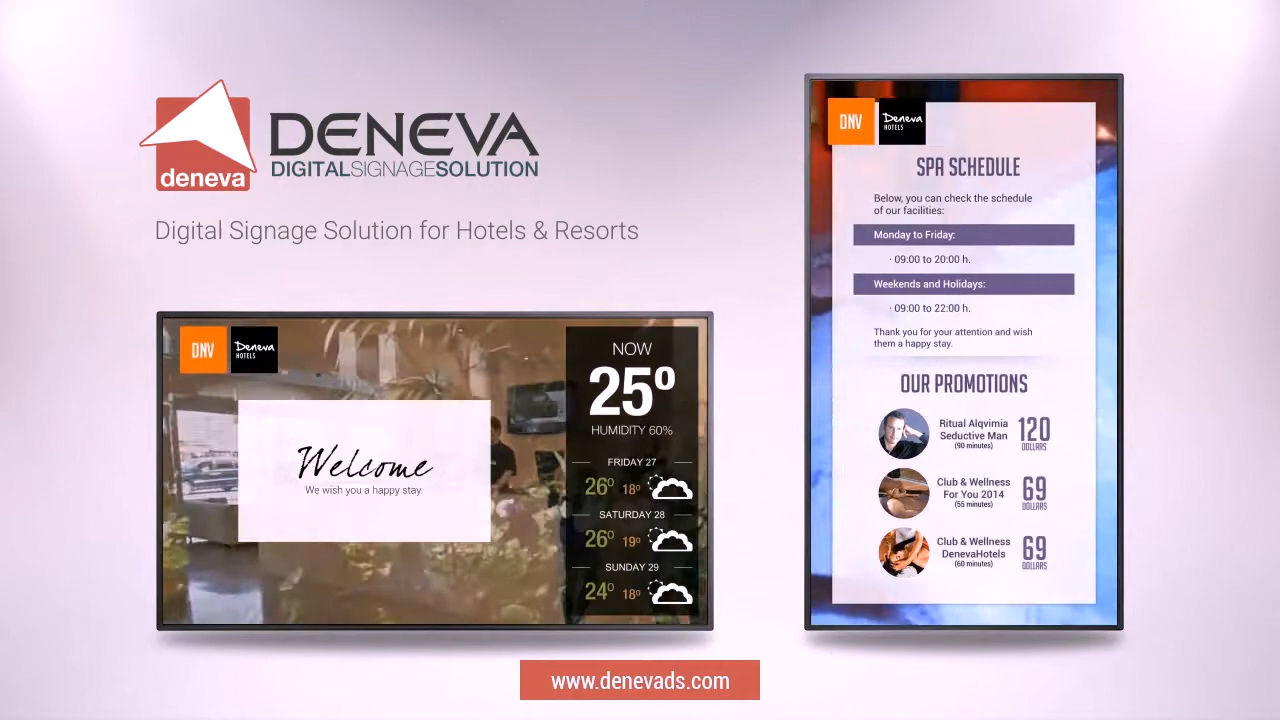 deneva
DENEVA
DIGITALSIGNAGESOLUTION
Digital Signage Solution for Hotels & Resorts
DNV
Deneva
HOTELS
Welcome
We wish you a happy stay.
NOW
25º
HUMIDITY 60%
FRIDAY 27
26º 18º
SATURDAY 28
26º 19º
SUNDAY 29
24º 18º
DNV
Deneva
HOTELS
SPA SCHEDULE
Below, you can check the schedule
of our facilities:
Monday to Friday:
· 09:00 to 20:00 h.
Weekends and Holidays:
· 09:00 to 22:00 h.
Thank you for your attention and wish
them a happy stay.
OUR PROMOTIONS
Ritual Alqvimia
Seductive Man
(90 minutes)
120
DOLLARS
Club & Wellness
For You 2014
(55 minutes)
69
DOLLARS
Club & Wellness
DenevaHotels
(60 minutes)
69
DOLLARS
www.denevads.com